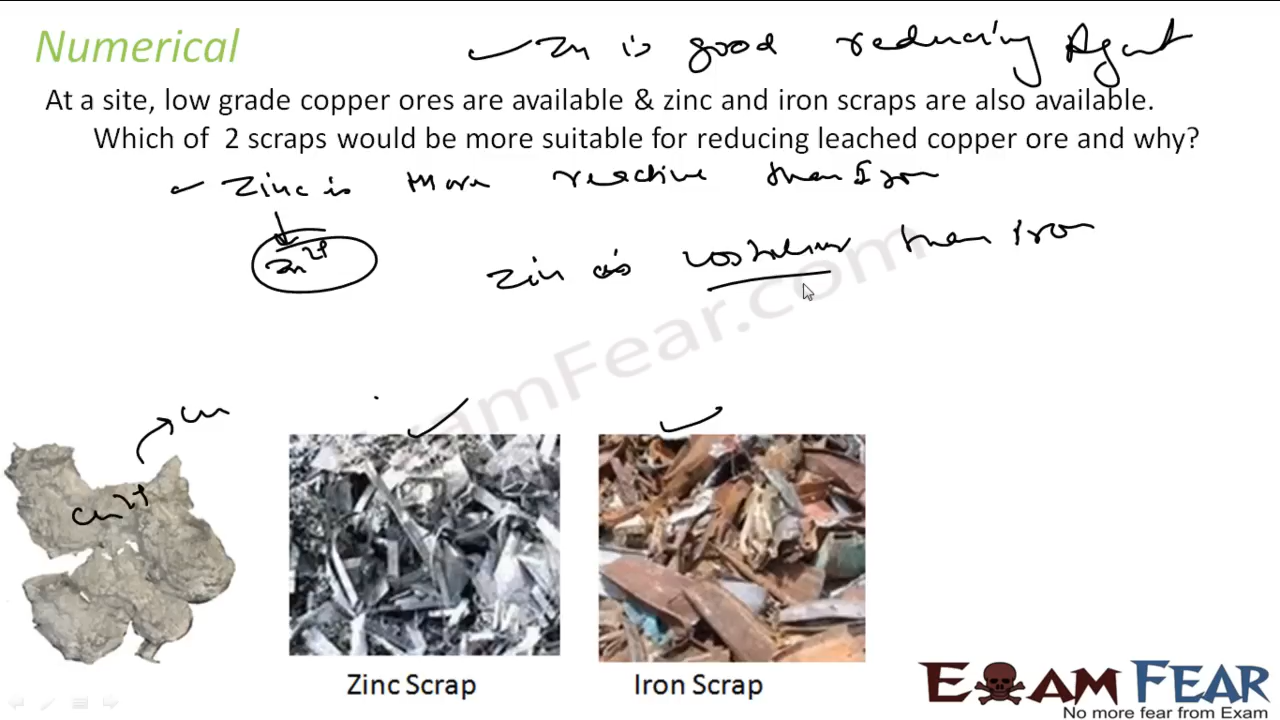 Numerical
Zn is good reducing Agent
At a site, low grade copper ores are available & zinc and iron scraps are also available.
Which of 2 scraps would be more suitable for reducing leached copper ore and why?
Zinc is more reactive than Iron
Zn2+
Zin is costlier than Iron
ExamFear.com
Cu
Cu2+
Zinc Scrap
Iron Scrap
EXAM FEAR
No more fear from Exam